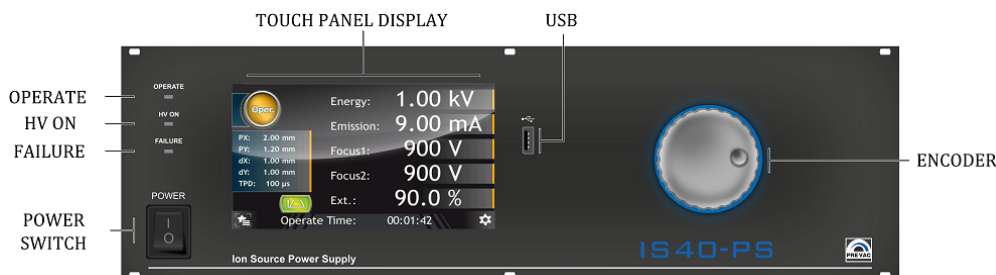 TOUCH PANEL DISPLAY
USB
OPERATE
HV ON
FAILURE
POWER
SWITCH
OPERATE
HV ON
FAILURE
POWER
I
O
Oper.
PX: 2.00 mm
PY: 1.20 mm
dX: 1.00 mm
dY: 1.00 mm
TPD: 100 µs
Energy: 1.00 kV
Emission: 9.00 mA
Focus1: 900 V
Focus2: 900 V
Ext.: 90.0 %
Operate Time: 00:01:42
Ion Source Power Supply
ENCODER
IS40-PS
PREVAC